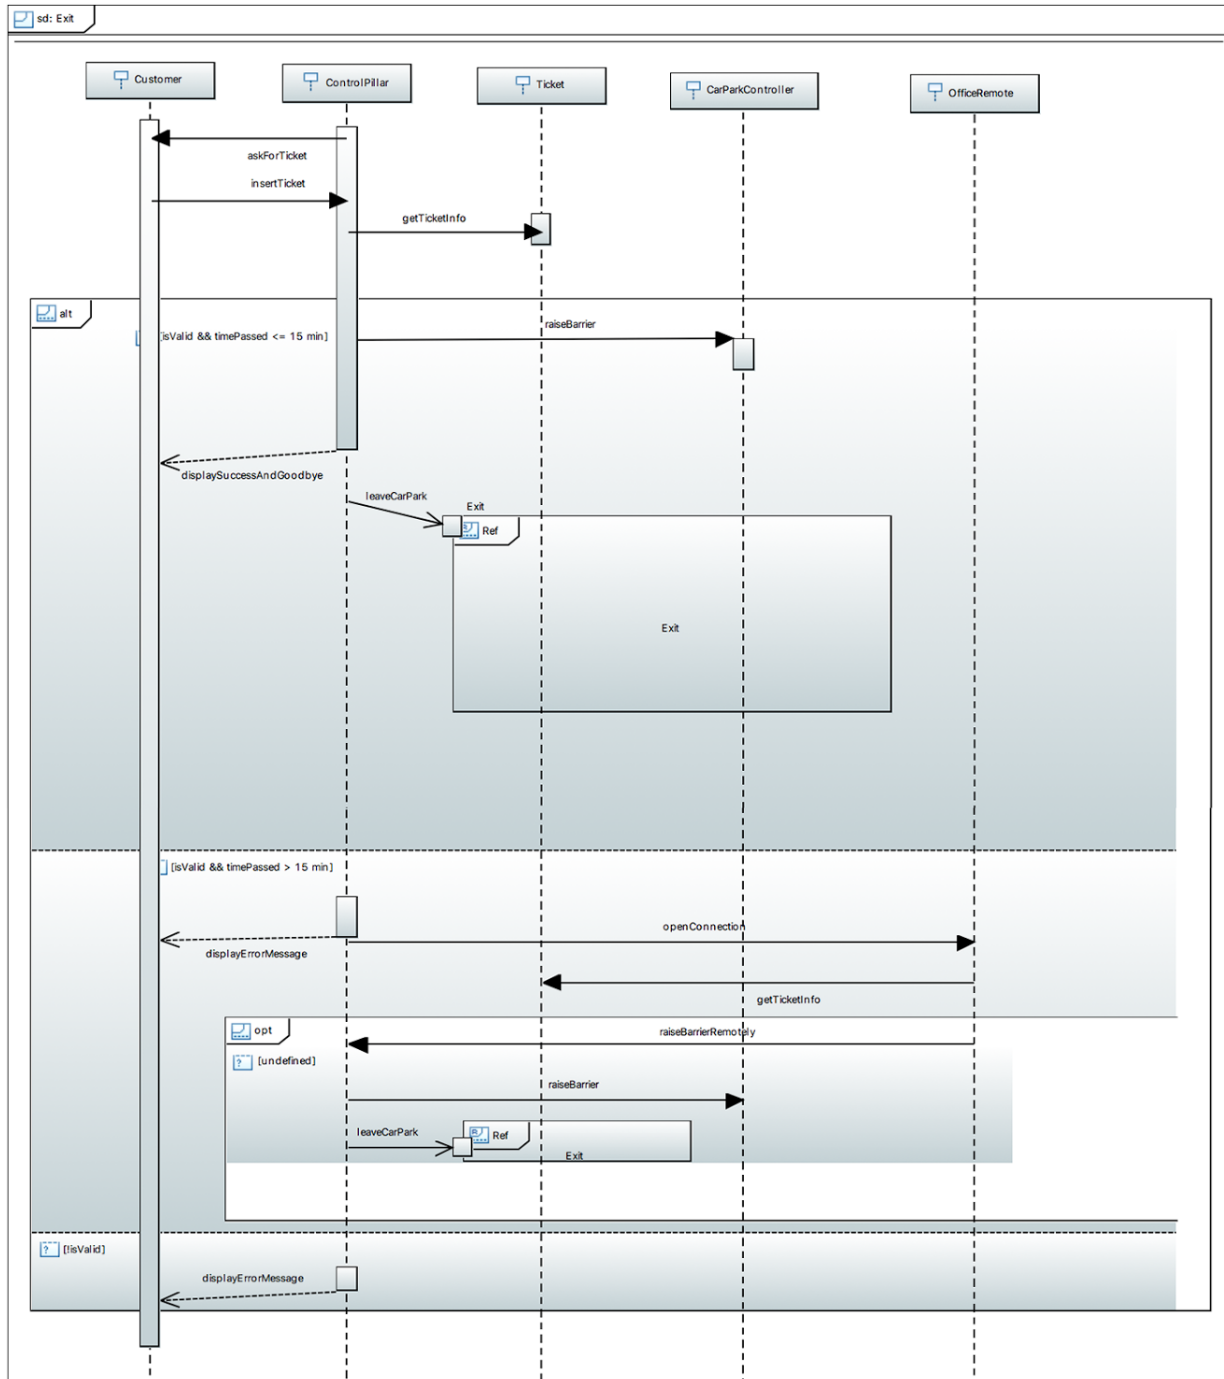 sd: Exit
Customer
ControlPillar
Ticket
CarParkController
OfficeRemote
askForTicket
insertTicket
getTicketInfo
alt
[isValid && timePassed <= 15 min]
raiseBarrier
displaySuccessAndGoodbye
leaveCarPark
Exit
Ref
Exit
[isValid && timePassed > 15 min]
openConnection
displayErrorMessage
getTicketInfo
opt
raiseBarrierRemotely
? [undefined]
raiseBarrier
leaveCarPark
Ref
Exit
? [!isValid]
displayErrorMessage